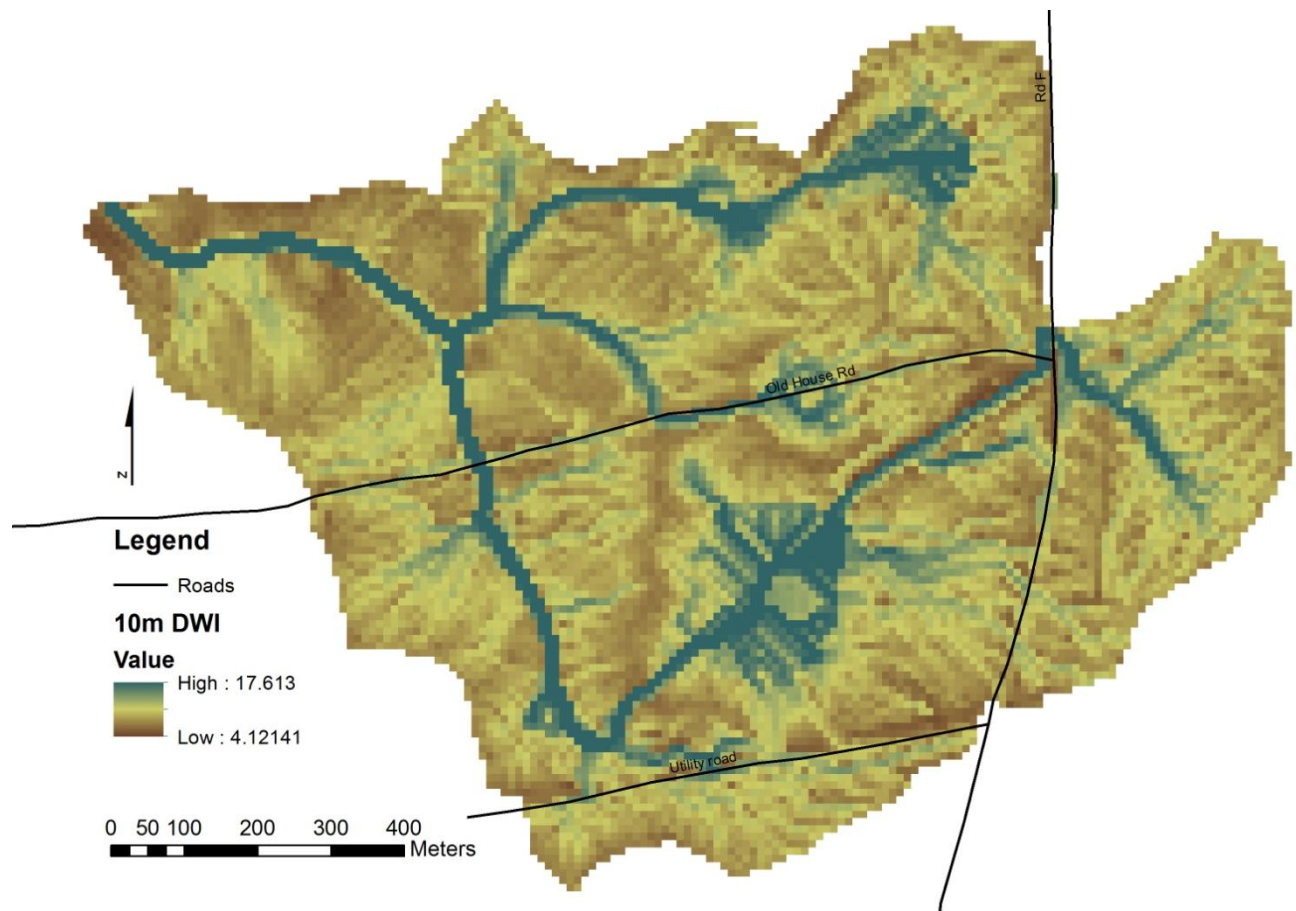 Rd F
Old House Rd
N
Legend
Roads
10m DWI
Value
High : 17.613
Low : 4.12141
Utility road
0 50 100 200 300 400
Meters